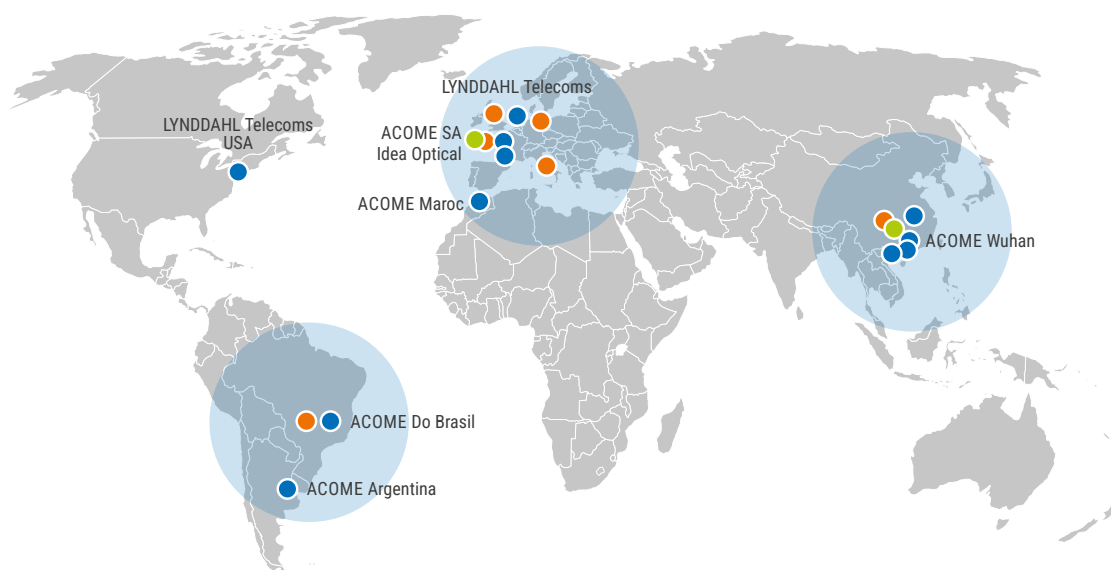 LYNDDAHL Telecoms
LYNDDAHL Telecoms
USA
ACOME SA
Idea Optical
ACOME Maroc
ACOME Wuhan
ACOME Do Brasil
ACOME Argentina